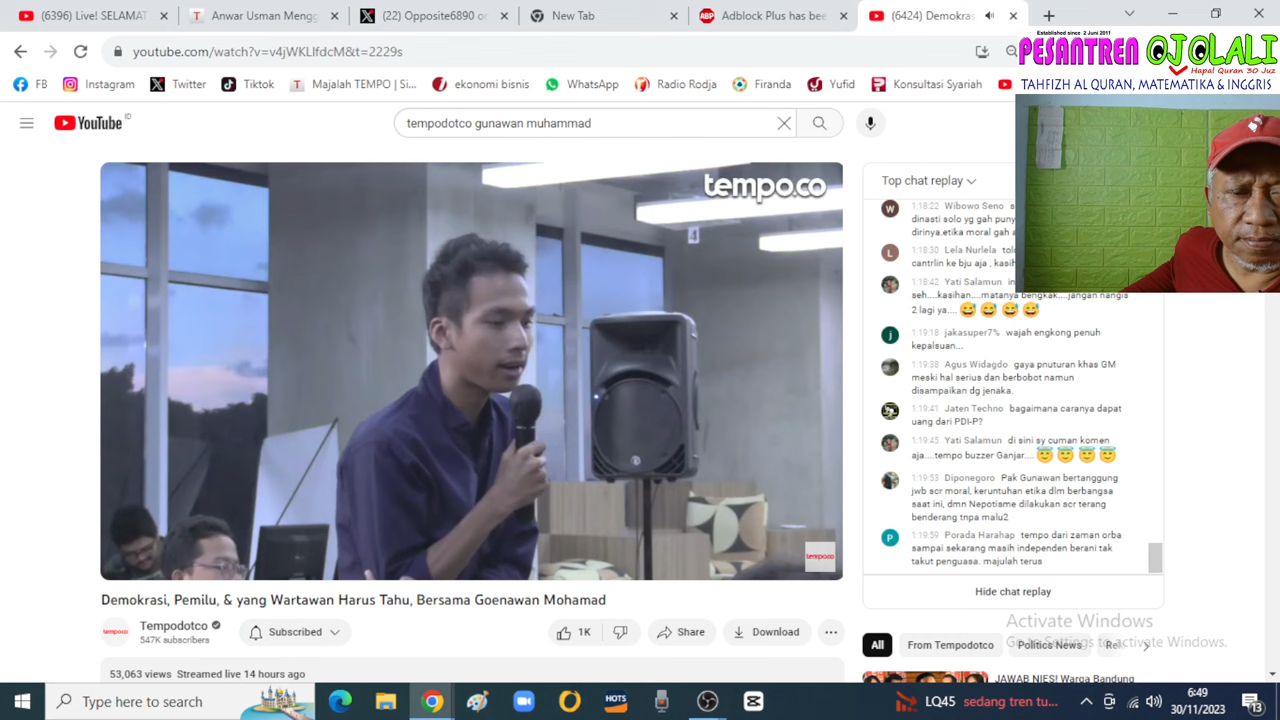 (6396) Live! SELAMAT
Anwar Usman Mengg
(22) Opposite6890 or
New Tab
Adblock Plus has bee
(6424) Demokras
youtube.com/watch?v=v4jWKLIfdcM&t=2254s
FB
Instagram
Twitter
Tiktok
Majalah TEMPO | Si...
ekonomi bisnis
WhatsApp
Radio Rodja
Firanda
Yufid
Konsultasi Syariah
Established since 2 Juni 2011
PESANTREN OJOLALI
Hapal Quran 30 Juz
TAHFIZH AL QURAN, MATEMATIKA & INGGRIS
YouTube ID
tempodotco gunawan muhammad
tempo.co
4
tempo.co
Top chat replay
W
1:18:22 Wibowo Seno s
dinasti solo yg gah puny
dirinya.etika moral gah a
L
1:18:30 Lela Nurlela tolo
cantrlin ke bju aja , kasih
1:18:42 Yati Salamun in
seh....kasihan....matanya bengkak....jangan nangis
2 lagi ya.... 😅 😅 😅 😅
j
1:19:18 jakasuper7% wajah engkong penuh
kepalsuan...
1:19:38 Agus Widagdo gaya pnuturan khas GM
meski hal serius dan berbobot namun
disampaikan dg jenaka.
1:19:41 Jaten Techno bagaimana caranya dapat
uang dari PDI-P?
1:19:45 Yati Salamun di sini sy cuman komen
aja....tempo buzzer Ganjar.... 😇 😇 😇 😇
1:19:53 Diponegoro Pak Gunawan bertanggung
jwb scr moral, keruntuhan etika dlm berbangsa
saat ini, dmn Nepotisme dilakukan scr terang
benderang tnpa malu2
P
1:19:59 Porada Harahap tempo dari zaman orba
sampai sekarang masih independen berani tak
takut penguasa. majulah terus
Hide chat replay
Demokrasi, Pemilu, & yang Wartawan Harus Tahu, Bersama Goenawan Mohamad
tempo.co
Tempodotco
547K subscribers
Subscribed
1K
Share
Download
53,063 views Streamed live 14 hours ago
Activate Windows
Go to Settings to activate Windows.
All
From Tempodotco
Politics News
Re
JAWAB NIES! Warga Bandung
Type here to search
HOTS
LQ45 sedang tren tu...
6:49
30/11/2023
13